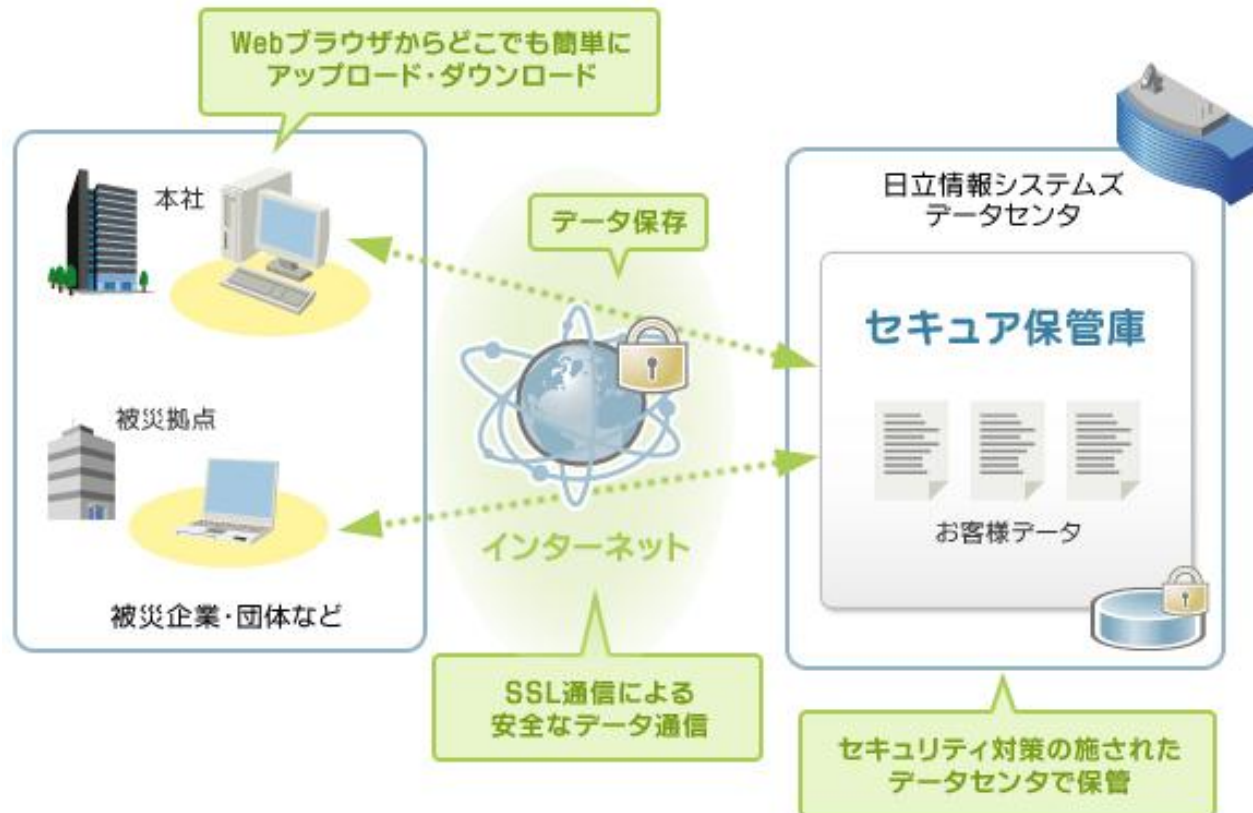 Webブラウザからどこでも簡単に
アップロード・ダウンロード
本社
被災拠点
被災企業・団体など
データ保存
インターネット
SSL通信による
安全なデータ通信
日立情報システムズ
データセンタ
セキュア保管庫
お客様データ
セキュリティ対策の施された
データセンタで保管